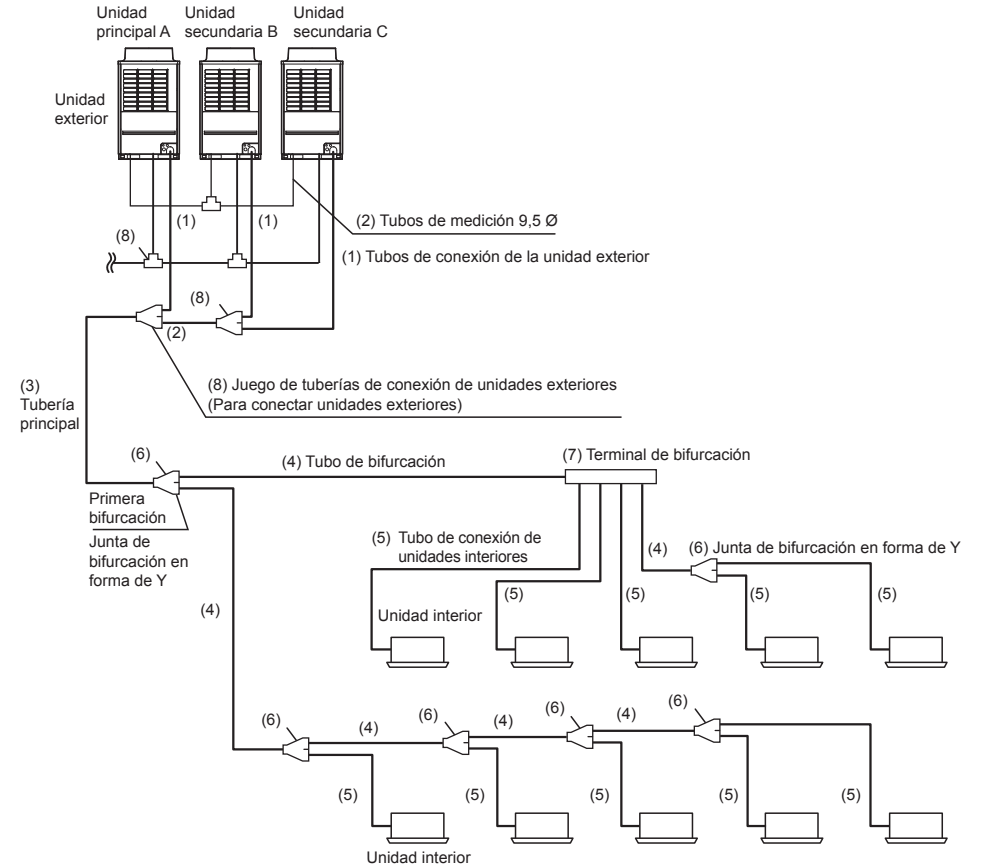 Unidad
principal A
Unidad
secundaria B
Unidad
secundaria C
Unidad
exterior
(1)
(1)
(2) Tubos de medición 9,5 Ø
(8)
(1) Tubos de conexión de la unidad exterior
(8)
(2)
(3)
Tubería
principal
(8) Juego de tuberías de conexión de unidades exteriores
(Para conectar unidades exteriores)
(6)
(4) Tubo de bifurcación
(7) Terminal de bifurcación
Primera
bifurcación
Junta de
bifurcación en
forma de Y
(5) Tubo de conexión de
unidades interiores
(4)
(6) Junta de bifurcación en forma de Y
(5)
(5)
(5)
(5)
(4)
Unidad interior
(6)
(4)
(6)
(4)
(6)
(4)
(6)
(5)
(5)
(5)
(5)
(5)
Unidad interior